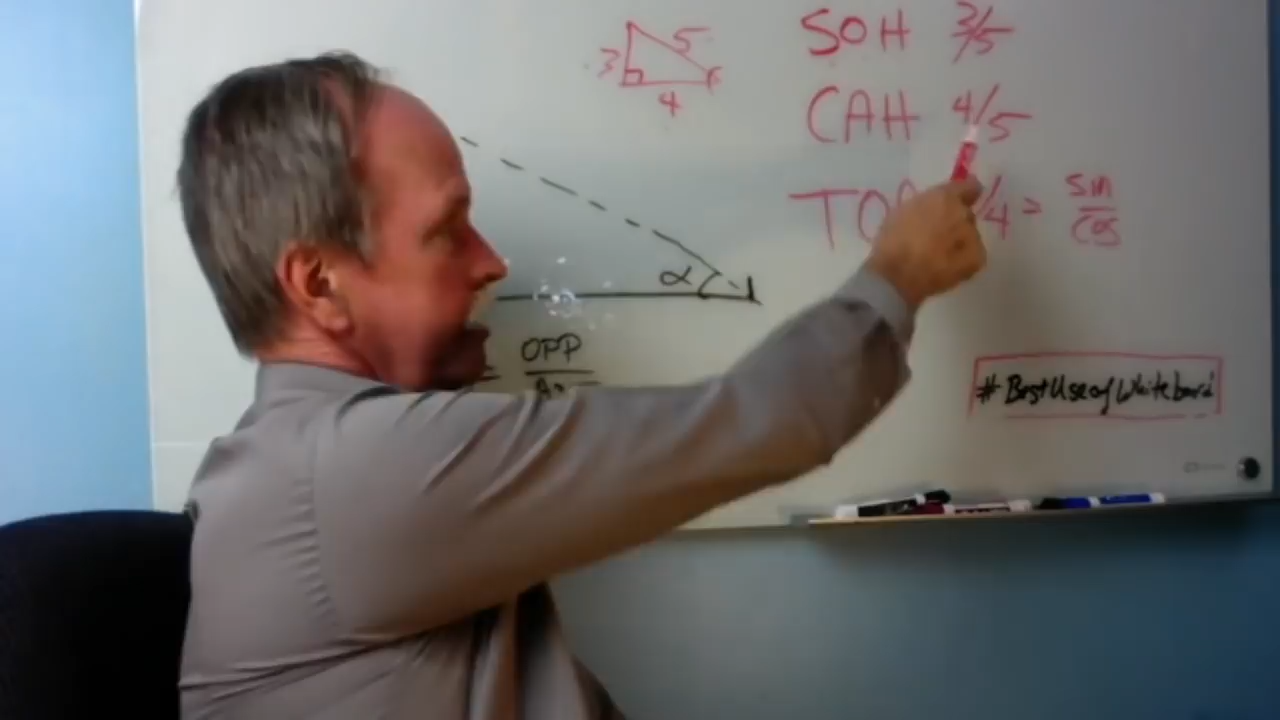 3 5
4
SOH 3/5
CAH 4/5
/4 = sin
cos
α
OPP
#BestUseofWhiteboard